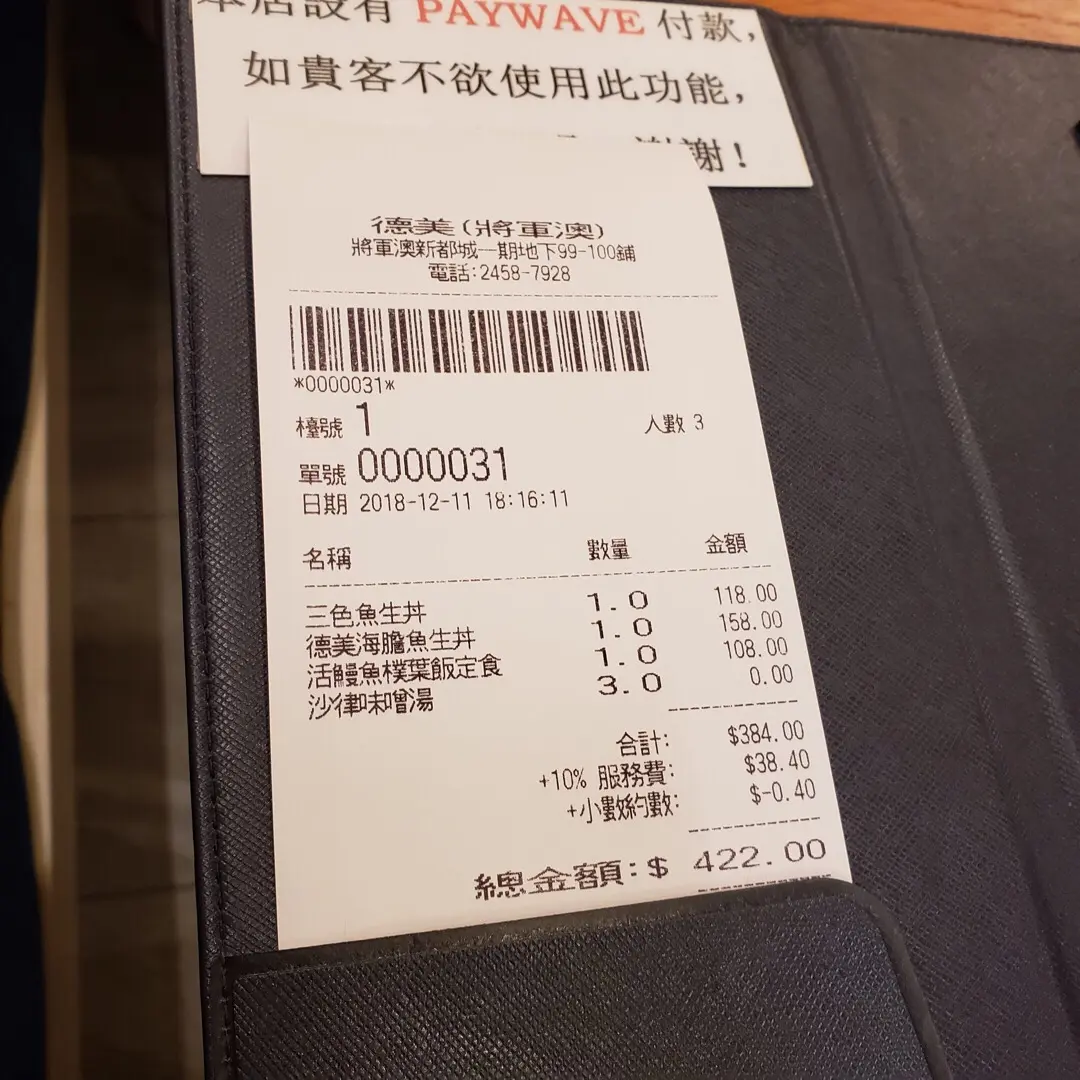 本店設有 PAYWAVE 付款,
如貴客不欲使用此功能,
謝謝！
德美(將軍澳)
將軍澳新都城一期地下99-100鋪
電話:2458-7928
*0000031*
檯號 1 人數 3
單號 0000031
日期 2018-12-11 18:16:11
名稱 數量 金額
三色魚生丼 1.0 118.00
德美海膽魚生丼 1.0 158.00
活鰻魚樸葉飯定食 1.0 108.00
沙律味噌湯 3.0 0.00
合計: $384.00
+10% 服務費: $38.40
+小數約數: $-0.40
總金額:$ 422.00